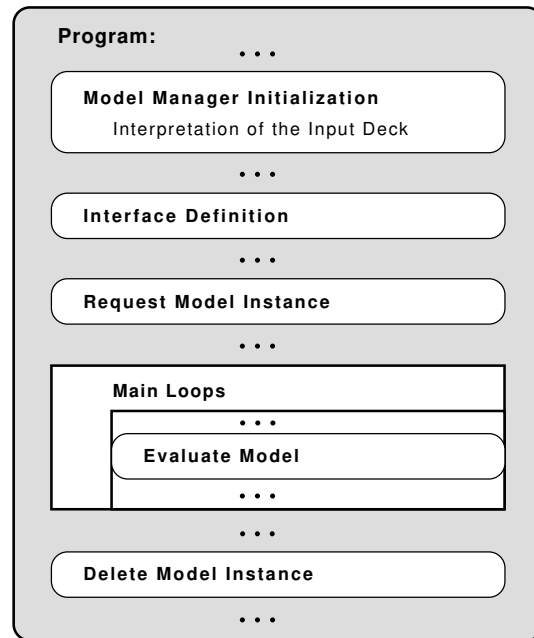 Program:
...
Model Manager Initialization
Interpretation of the Input Deck
...
Interface Definition
...
Request Model Instance
...
Main Loops
...
Evaluate Model
...
...
Delete Model Instance
...